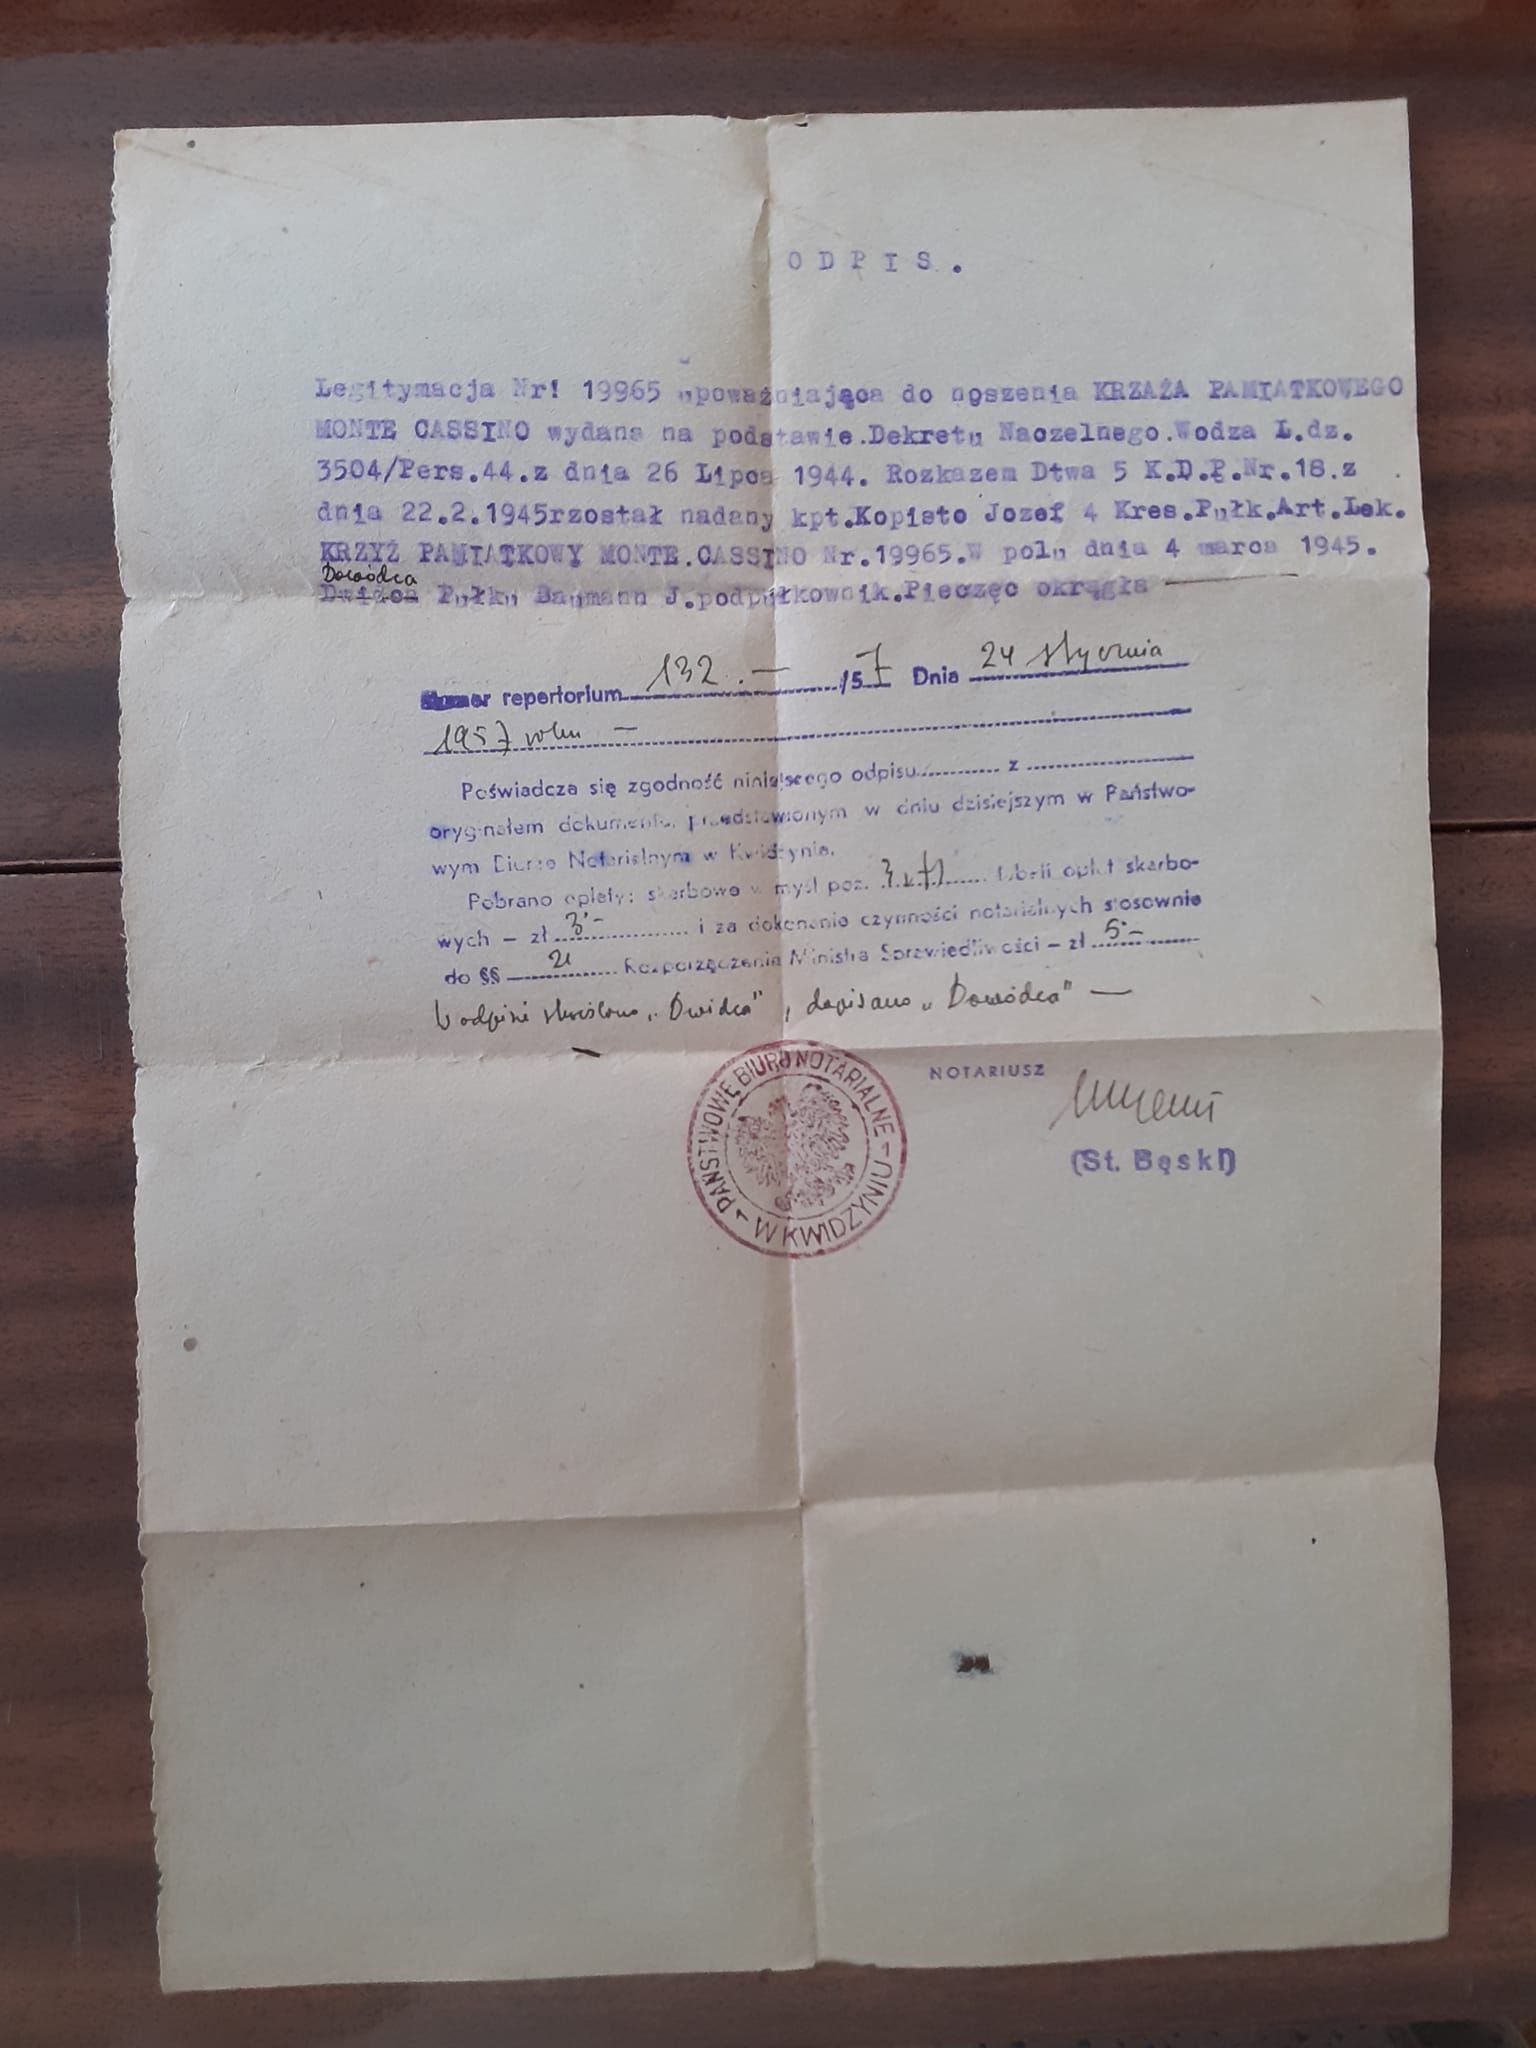 ODPIS.
Legitymacja Nr! 19965 upoważniająca do noszenia KRZAŻA PAMIĄTKOWEGO
MONTE CASSINO wydana na podstawie.Dekretu Naczelnego.Wodza L.dz.
3504/Pers.44.z dnia 26 Lipca 1944. Rozkazem Dtwa 5 K.D.P.Nr.18.z
dnia 22.2.1945rzostał nadany kpt.Kopisto Jozef 4 Kres.Pułk.Art.Lek.
KRZYŻ PAMIĄTKOWY MONTE.CASSINO Nr.19965.W polu dnia 4 marca 1945.
Dowódca
Dwidca Pułku Baumann J.podpułkownik.Pieczęc okrągła —
Numer repertorium 132.— /57 Dnia 24 stycznia
1957 roku —
Poświadcza się zgodność niniejszego odpisu z
oryginałem dokumentu, przedstawionym w dniu dzisiejszym w Państwo-
wym Biurze Notarialnym w Kwidzynie.
Pobrano opłaty: skarbowe w myśl poz. tabeli opłat skarbo-
wych – zł 3.- i za dokonanie czynności notarialnych stosownie
do §§ 21 Rozporządzenia Ministra Sprawiedliwości – zł 5.-
W odpisie skreślono „Dwidca", dopisano „Dowódca" —
PAŃSTWOWE BIURO NOTARIALNE
W KWIDZYNIU
NOTARIUSZ
(St. Bęski)